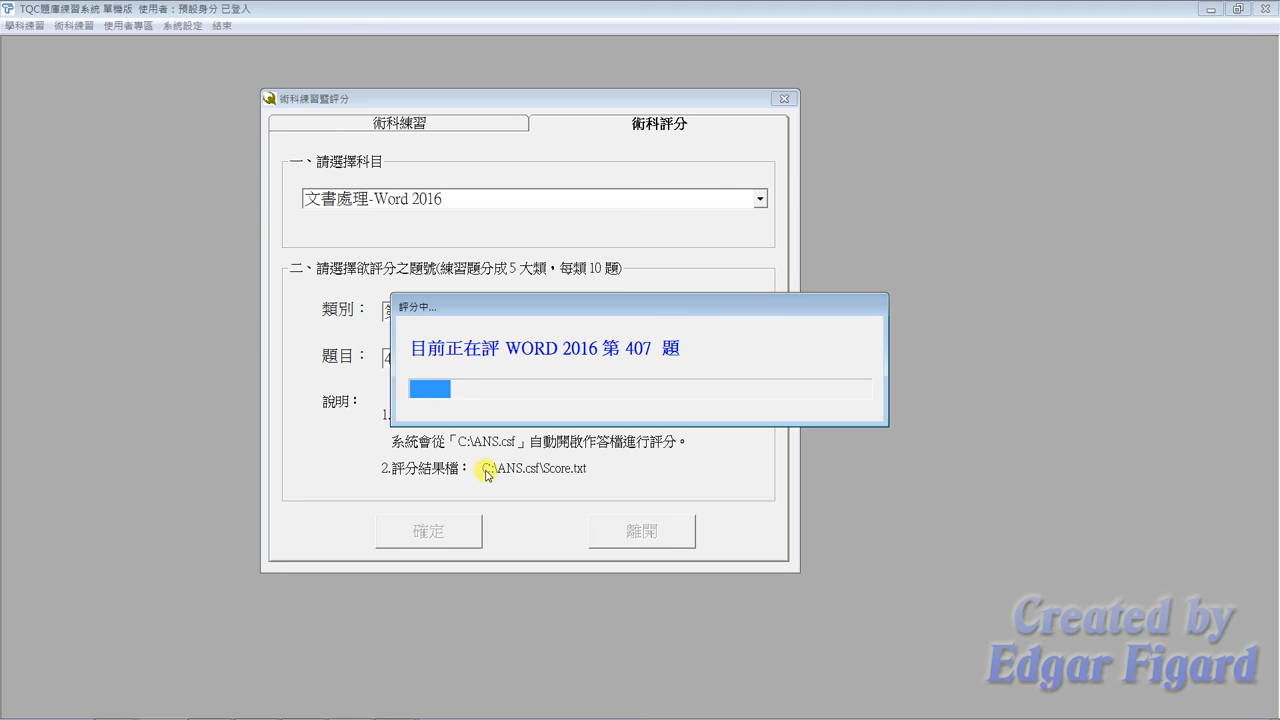 TQC題庫練習系統 單機版 使用者：預設身分 已登入
學科練習 術科練習 使用者專區 系統設定 結束
術科練習暨評分
術科練習 術科評分
一、請選擇科目
文書處理-Word 2016
二、請選擇欲評分之題號(練習題分成 5 大類，每類 10 題)
類別：
評分中...
目前正在評 WORD 2016 第 407 題
題目： 4
說明：
1.
系統會從「C:\ANS.csf」自動開啟作答檔進行評分。
2.評分結果檔： C:\ANS.csf\Score.txt
確定 離開
Created by
Edgar Figard